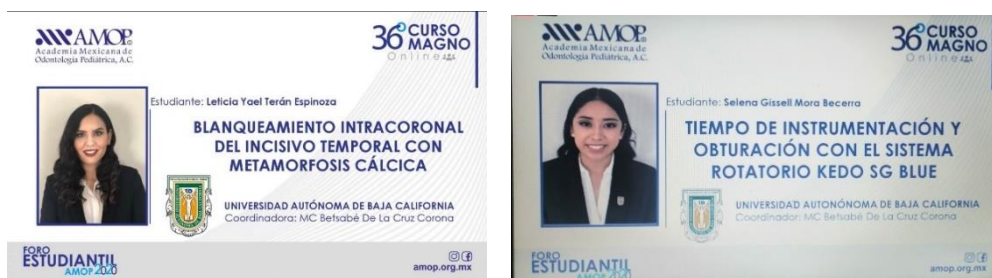 AMOP
Academia Mexicana de
Odontología Pediátrica, A.C.
36° CURSO
MAGNO
Online
Estudiante: Leticia Yael Terán Espinoza
BLANQUEAMIENTO INTRACORONAL
DEL INCISIVO TEMPORAL CON
METAMORFOSIS CÁLCICA
UNIVERSIDAD AUTÓNOMA DE BAJA CALIFORNIA
Coordinadora: MC Betsabé De La Cruz Corona
FORO
ESTUDIANTIL
AMOP 2020
amop.org.mx
AMOP
Academia Mexicana de
Odontología Pediátrica, A.C.
36° CURSO
MAGNO
Online
Estudiante: Selena Gissell Mora Becerra
TIEMPO DE INSTRUMENTACIÓN Y
OBTURACIÓN CON EL SISTEMA
ROTATORIO KEDO SG BLUE
UNIVERSIDAD AUTONÓNOMA DE BAJA CALIFORNIA
Coordinador: MC Betsabé De La Cruz Corona
FORO
ESTUDIANTIL
AMOP 2020
amop.org.mx